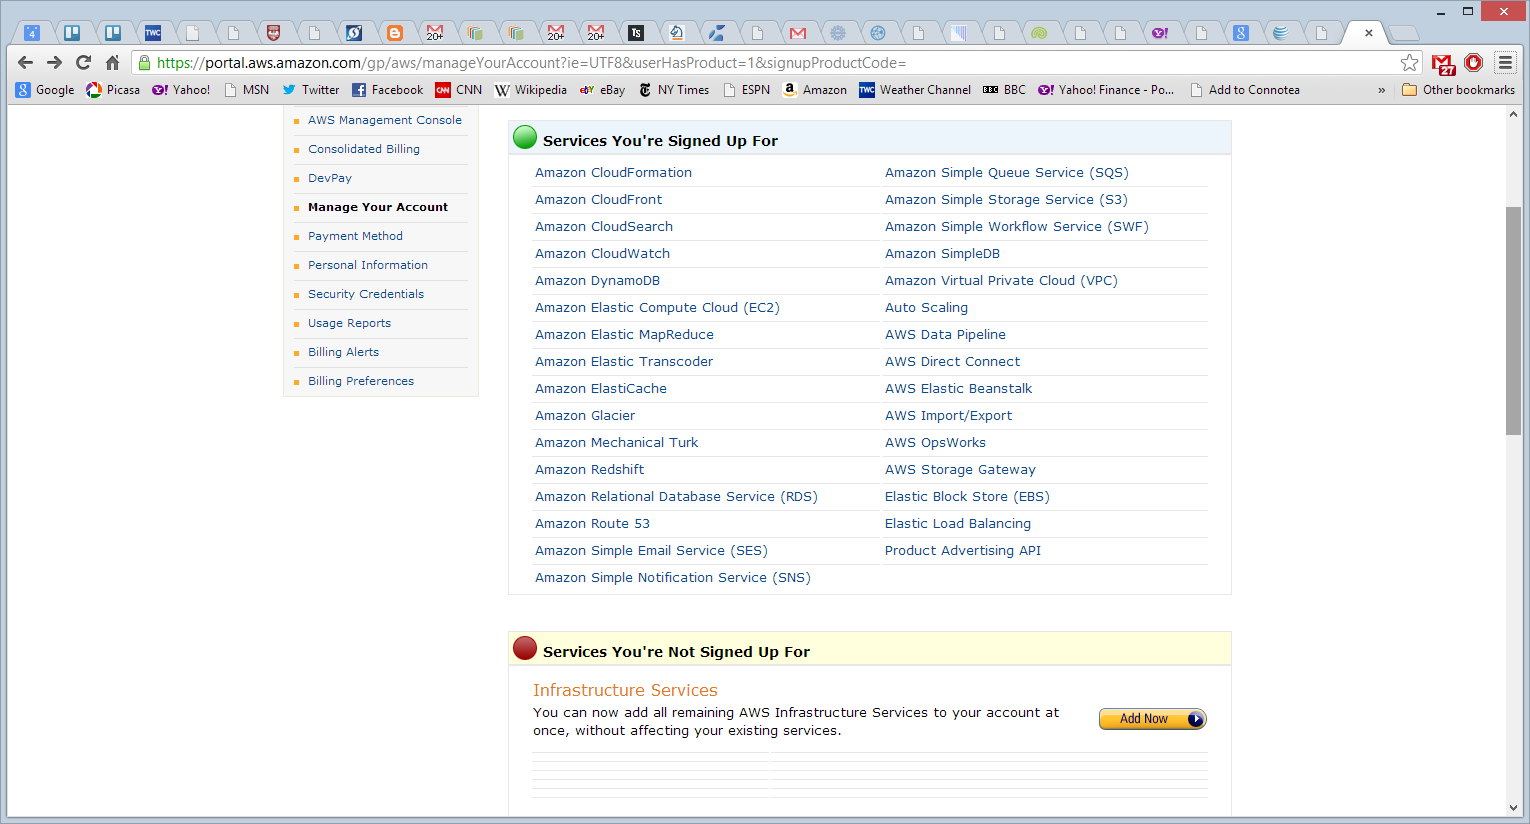 4
TWC
20+
20+
20+
Ts
https://portal.aws.amazon.com/gp/aws/manageYourAccount?ie=UTF8&userHasProduct=1&signupProductCode=
27
Google Picasa Yahoo! MSN Twitter Facebook CNN Wikipedia eBay NY Times ESPN Amazon Weather Channel BBC Yahoo! Finance - Po... Add to Connotea » Other bookmarks
AWS Management Console
Consolidated Billing
DevPay
Manage Your Account
Payment Method
Personal Information
Security Credentials
Usage Reports
Billing Alerts
Billing Preferences
Services You're Signed Up For
Amazon CloudFormation
Amazon CloudFront
Amazon CloudSearch
Amazon CloudWatch
Amazon DynamoDB
Amazon Elastic Compute Cloud (EC2)
Amazon Elastic MapReduce
Amazon Elastic Transcoder
Amazon ElastiCache
Amazon Glacier
Amazon Mechanical Turk
Amazon Redshift
Amazon Relational Database Service (RDS)
Amazon Route 53
Amazon Simple Email Service (SES)
Amazon Simple Notification Service (SNS)
Amazon Simple Queue Service (SQS)
Amazon Simple Storage Service (S3)
Amazon Simple Workflow Service (SWF)
Amazon SimpleDB
Amazon Virtual Private Cloud (VPC)
Auto Scaling
AWS Data Pipeline
AWS Direct Connect
AWS Elastic Beanstalk
AWS Import/Export
AWS OpsWorks
AWS Storage Gateway
Elastic Block Store (EBS)
Elastic Load Balancing
Product Advertising API
Services You're Not Signed Up For
Infrastructure Services
You can now add all remaining AWS Infrastructure Services to your account at
once, without affecting your existing services.
Add Now